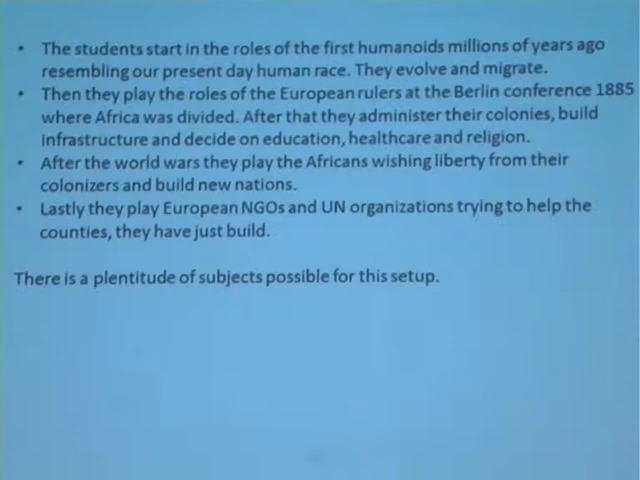 • The students start in the roles of the first humanoids millions of years ago
resembling our present day human race. They evolve and migrate.
• Then they play the roles of the European rulers at the Berlin conference 1885
where Africa was divided. After that they administer their colonies, build
infrastructure and decide on education, healthcare and religion.
• After the world wars they play the Africans wishing liberty from their
colonizers and build new nations.
• Lastly they play European NGOs and UN organizations trying to help the
counties, they have just build.
There is a plentitude of subjects possible for this setup.